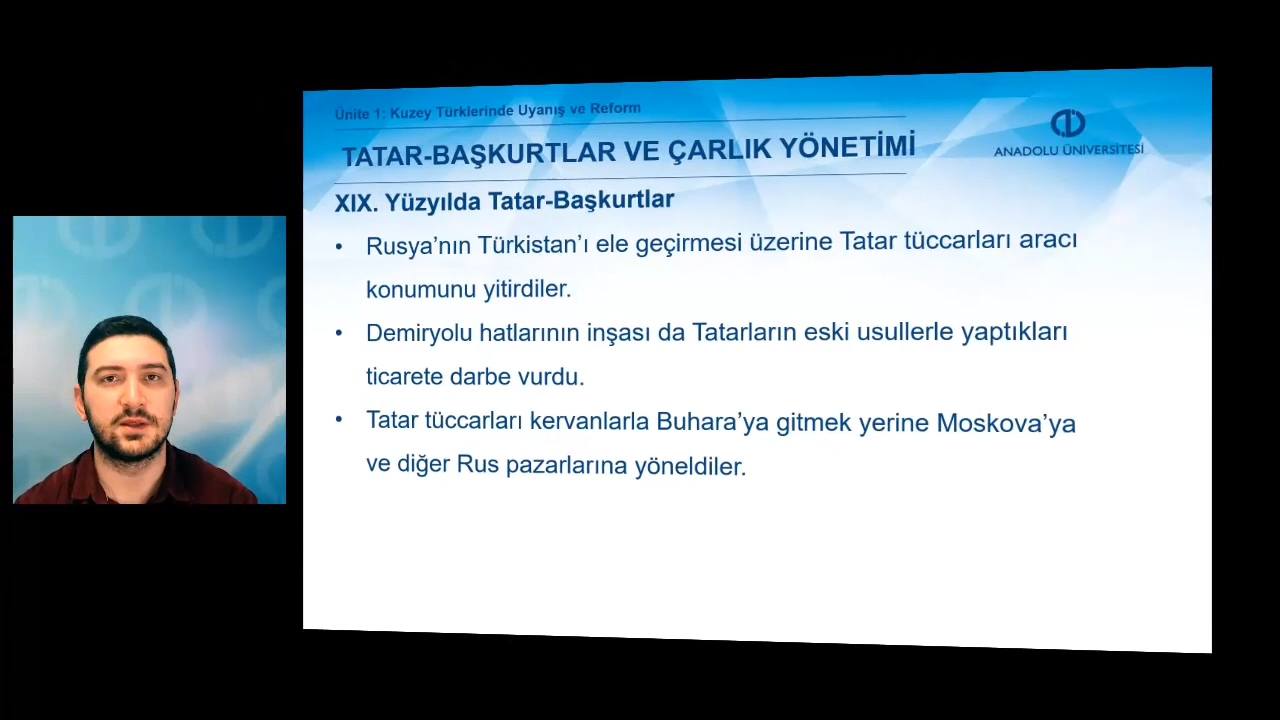 Ünite 1: Kuzey Türklerinde Uyanış ve Reform
TATAR-BAŞKURTLAR VE ÇARLIK YÖNETİMİ
ANADOLU ÜNİVERSİTESİ
XIX. Yüzyılda Tatar-Başkurtlar
• Rusya’nın Türkistan’ı ele geçirmesi üzerine Tatar tüccarları aracı
konumunu yitirdiler.
• Demiryolu hatlarının inşası da Tatarların eski usullerle yaptıkları
ticarete darbe vurdu.
• Tatar tüccarları kervanlarla Buhara’ya gitmek yerine Moskova’ya
ve diğer Rus pazarlarına yöneldiler.